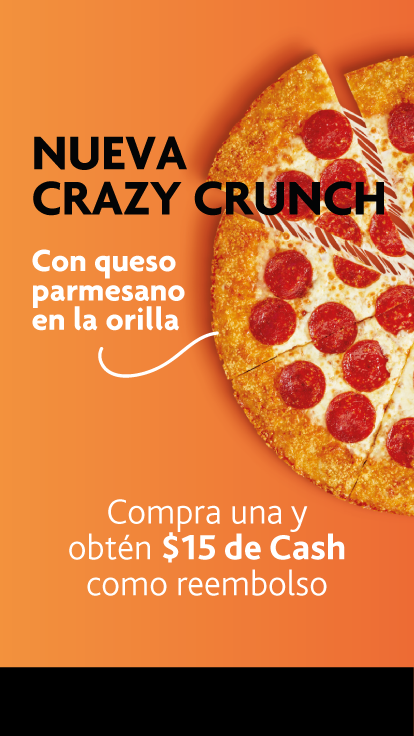 NUEVA
CRAZY CRUNCH
Con queso
parmesano
en la orilla
Compra una y
obtén $15 de Cash
como reembolso